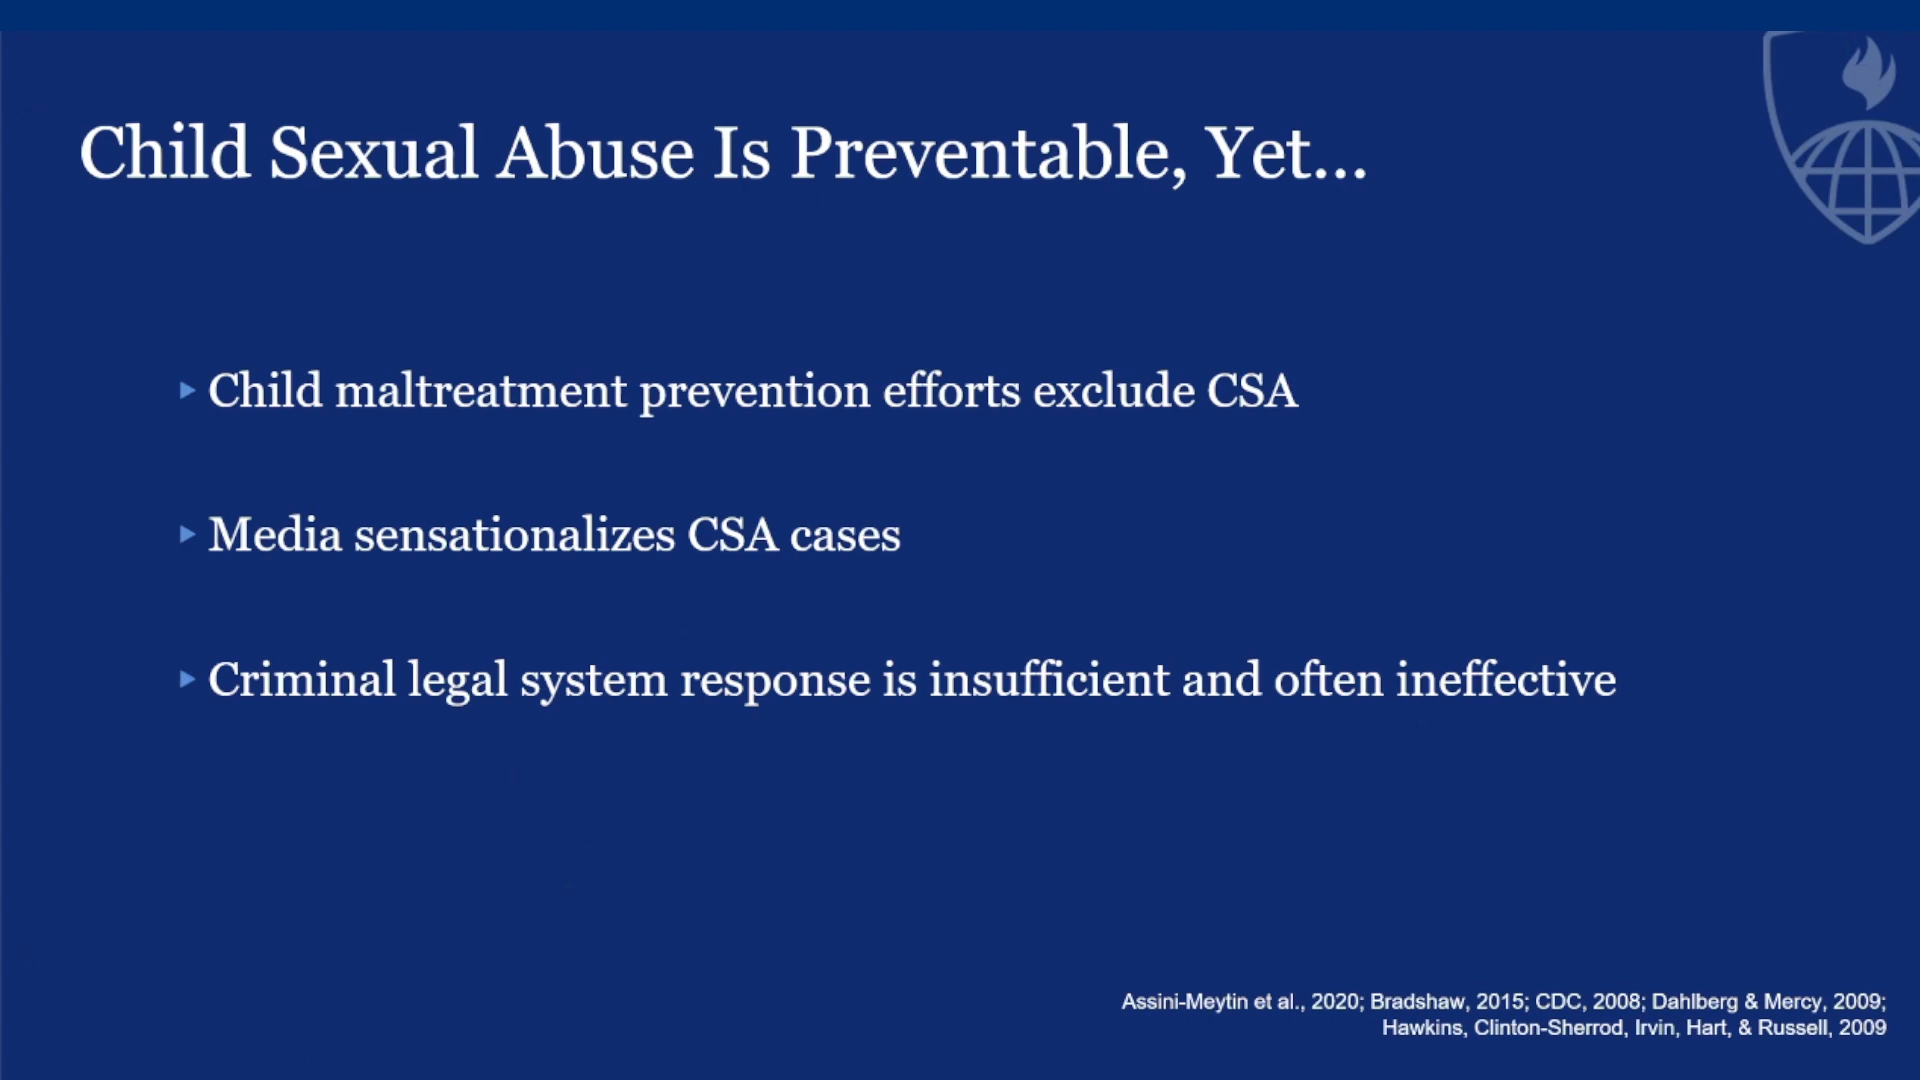 Child Sexual Abuse Is Preventable, Yet...
▸ Child maltreatment prevention efforts exclude CSA
▸ Media sensationalizes CSA cases
▸ Criminal legal system response is insufficient and often ineffective
Assini-Meytin et al., 2020; Bradshaw, 2015; CDC, 2008; Dahlberg & Mercy, 2009;
Hawkins, Clinton-Sherrod, Irvin, Hart, & Russell, 2009